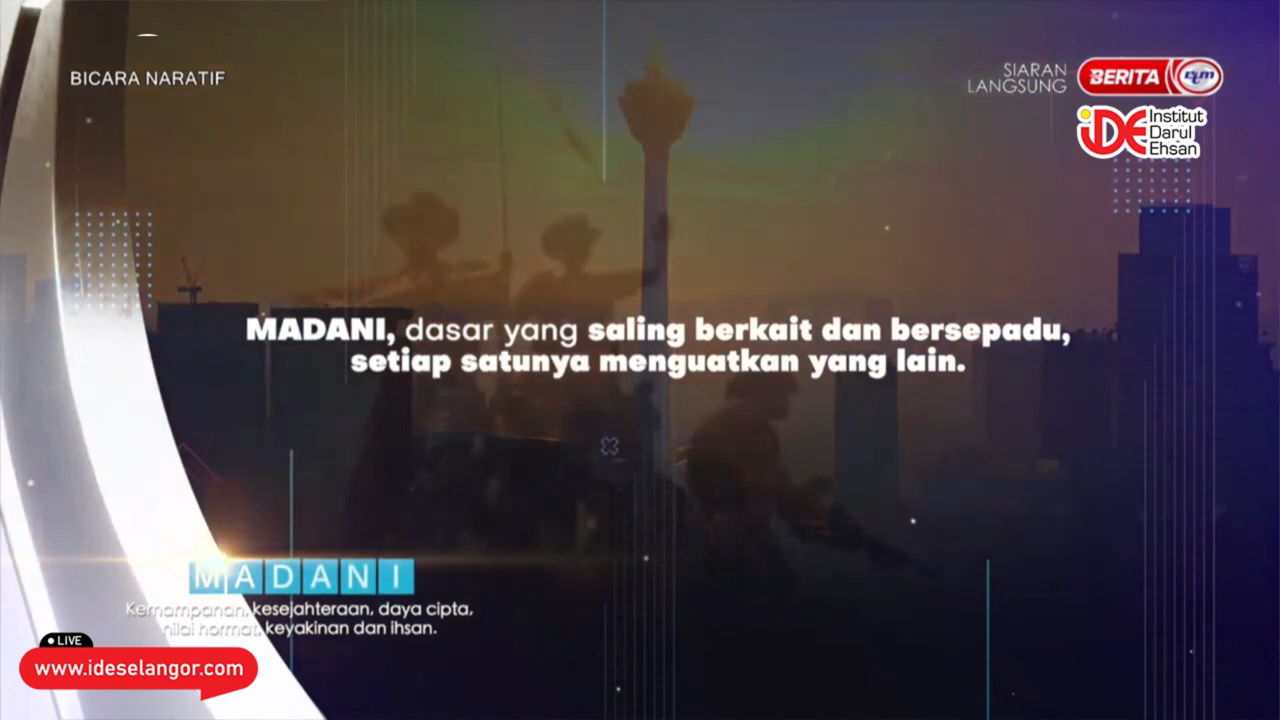 BICARA NARATIF
SIARAN
LANGSUNG
BERITA
Institut
iDE Darul
Ehsan
MADANI, dasar yang saling berkait dan bersepadu,
setiap satunya menguatkan yang lain.
MADANI
Kemampanan, kesejahteraan, daya cipta,
nilai hormat, keyakinan dan ihsan.
LIVE
www.ideselangor.com